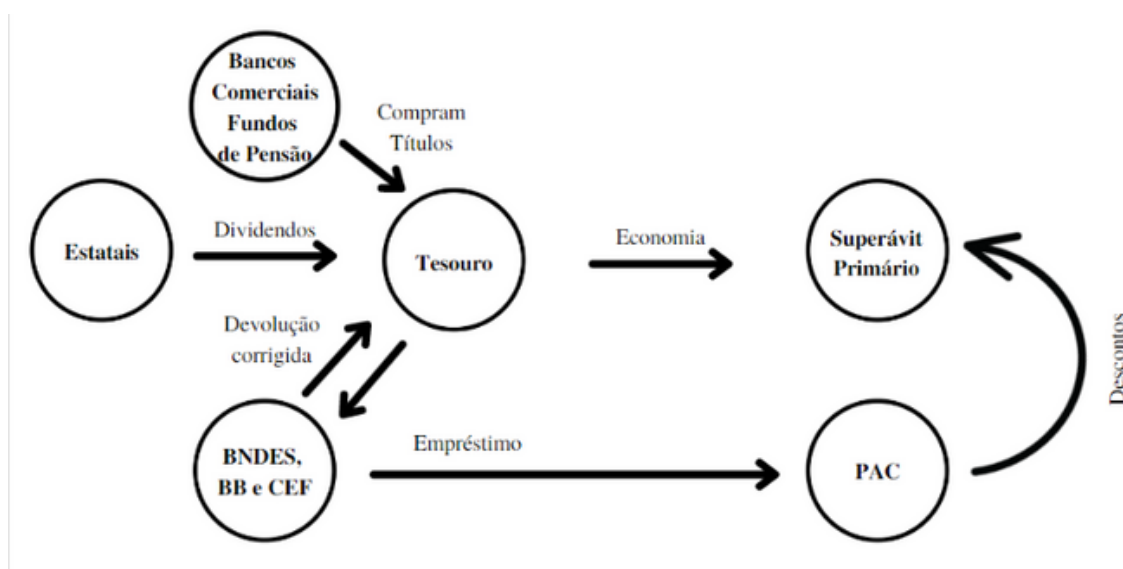 Bancos
Comerciais
Fundos
de Pensão
Compram
Títulos
Estatais
Dividendos
Tesouro
Economia
Superávit
Primário
Devolução
corrigida
Descontos
BNDES,
BB e CEF
Empréstimo
PAC